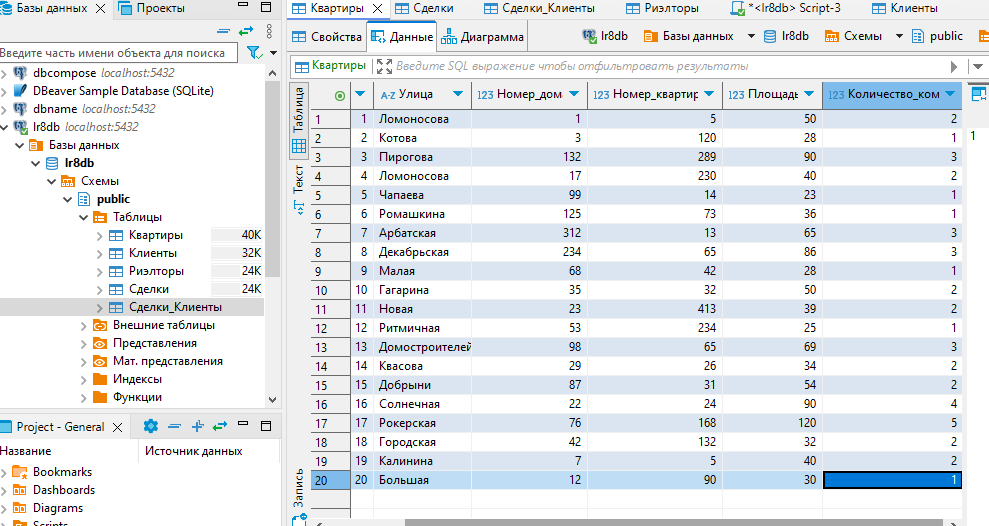 Базы данных
Проекты
Введите часть имени объекта для поиска
dbcompose localhost:5432
DBeaver Sample Database (SQLite)
dbname localhost:5432
lr8db localhost:5432
Базы данных
lr8db
Схемы
public
Таблицы
Квартиры 40K
Клиенты 32K
Риэлторы 24K
Сделки 24K
Сделки_Клиенты
Внешние таблицы
Представления
Мат. представления
Индексы
Функции
Project - General
Название Источник данных
Bookmarks
Dashboards
Diagrams
Scripts
Квартиры Сделки Сделки_Клиенты Риэлторы *<lr8db> Script-3 Клиенты
Свойства Данные Диаграмма lr8db Базы данных lr8db Схемы public
Квартиры Введите SQL выражение чтобы отфильтровать результаты
Таблица
Текст
Запись
A-Z Улица 123 Номер_дом 123 Номер_квартир 123 Площадь 123 Количество_ком
1 1 Ломоносова 1 5 50 2
2 2 Котова 3 120 28 1
3 3 Пирогова 132 289 90 3
4 4 Ломоносова 17 230 40 2
5 5 Чапаева 99 14 23 1
6 6 Ромашкина 125 73 36 1
7 7 Арбатская 312 13 65 3
8 8 Декабрьская 234 65 86 3
9 9 Малая 68 42 28 1
10 10 Гагарина 35 32 50 2
11 11 Новая 23 413 39 2
12 12 Ритмичная 53 234 25 1
13 13 Домостроителей 98 65 69 3
14 14 Квасова 29 26 34 2
15 15 Добрыни 87 31 54 2
16 16 Солнечная 22 24 90 4
17 17 Рокерская 76 168 120 5
18 18 Городская 42 132 32 2
19 19 Калинина 7 5 40 2
20 20 Большая 12 90 30 1
1